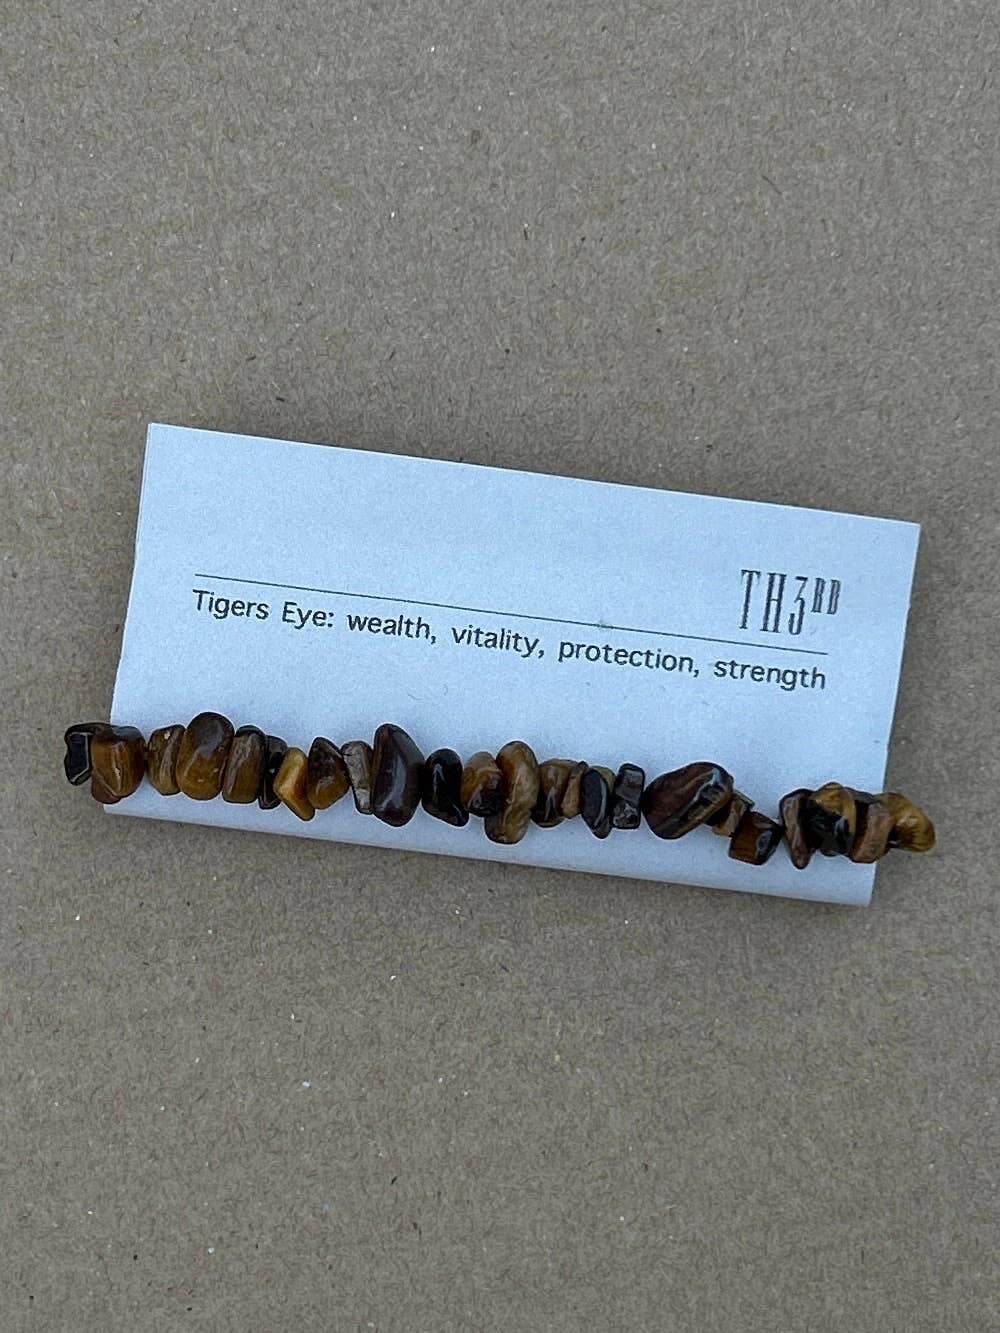 TH3RD
Tigers Eye: wealth, vitality, protection, strength